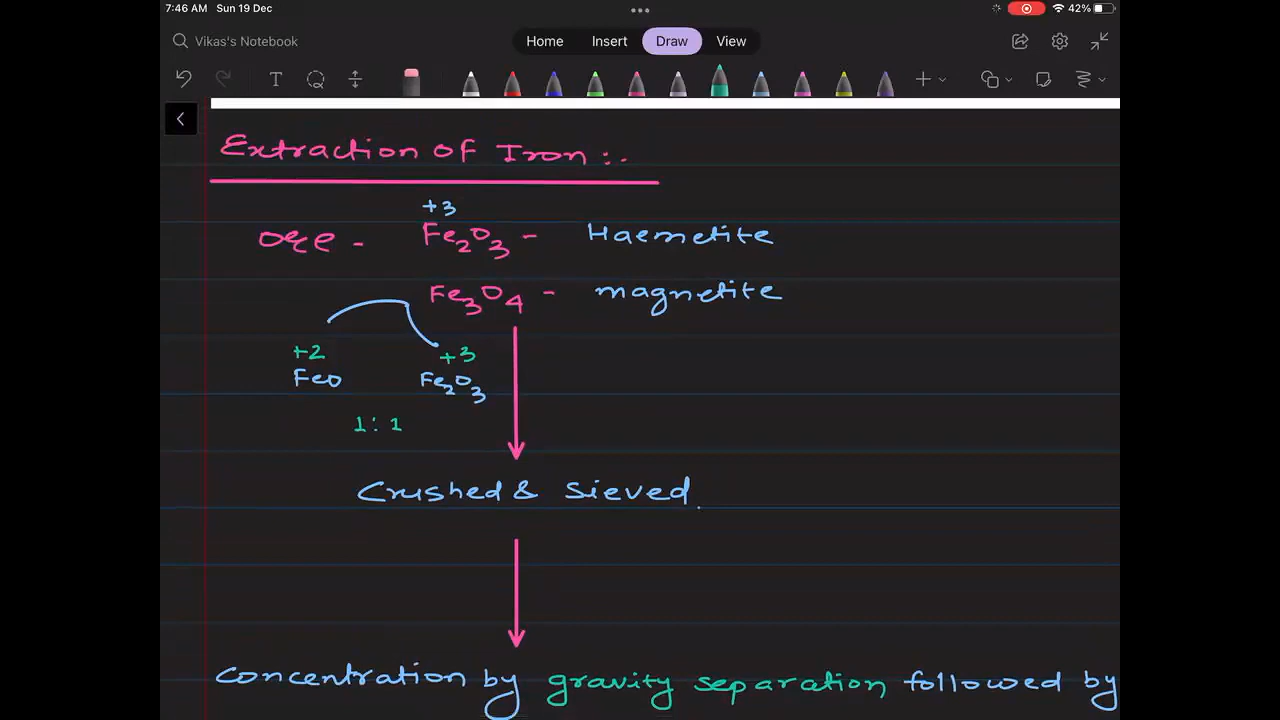 7:46 AM Sun 19 Dec
42%
Vikas's Notebook
Home Insert Draw View
Extraction of Iron :-
+3
Ore - Fe2O3 - Haemetite
Fe3O4 - magnetite
+2 +3
FeO Fe2O3
1 : 1
Crushed & Sieved
Concentration by gravity separation followed by